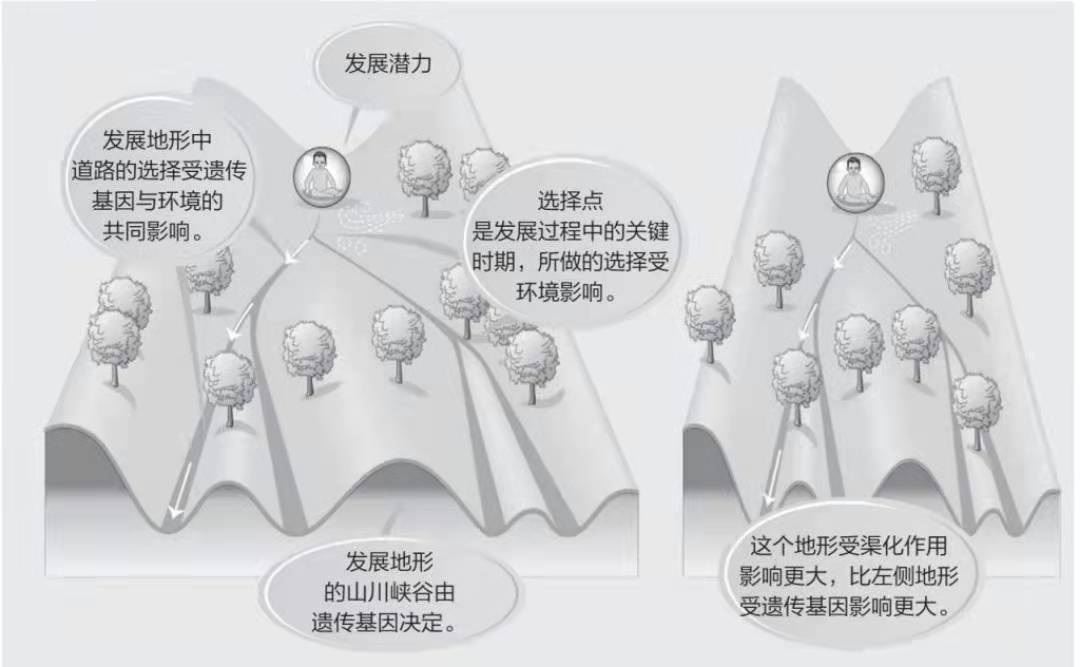 发展潜力
发展地形中
道路的选择受遗传
基因与环境的
共同影响。
选择点
是发展过程中的关键
时期，所做的选择受
环境影响。
发展地形
的山川峡谷由
遗传基因决定。
这个地形受渠化作用
影响更大，比左侧地形
受遗传基因影响更大。